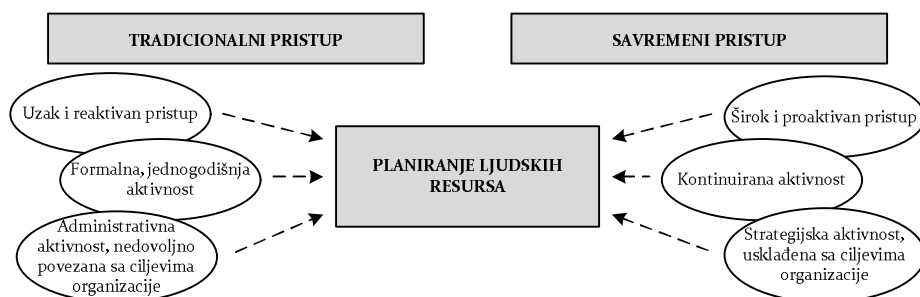 TRADICIONALNI PRISTUP
SAVREMENI PRISTUP
Uzak i reaktivan pristup
Formalna, jednogodišnja
aktivnost
Administrativna
aktivnost, nedovoljno
povezana sa ciljevima
organizacije
PLANIRANJE LJUDSKIH
RESURSA
Širok i proaktivan pristup
Kontinuirana aktivnost
Strategijska aktivnost,
usklađena sa ciljevima
organizacije